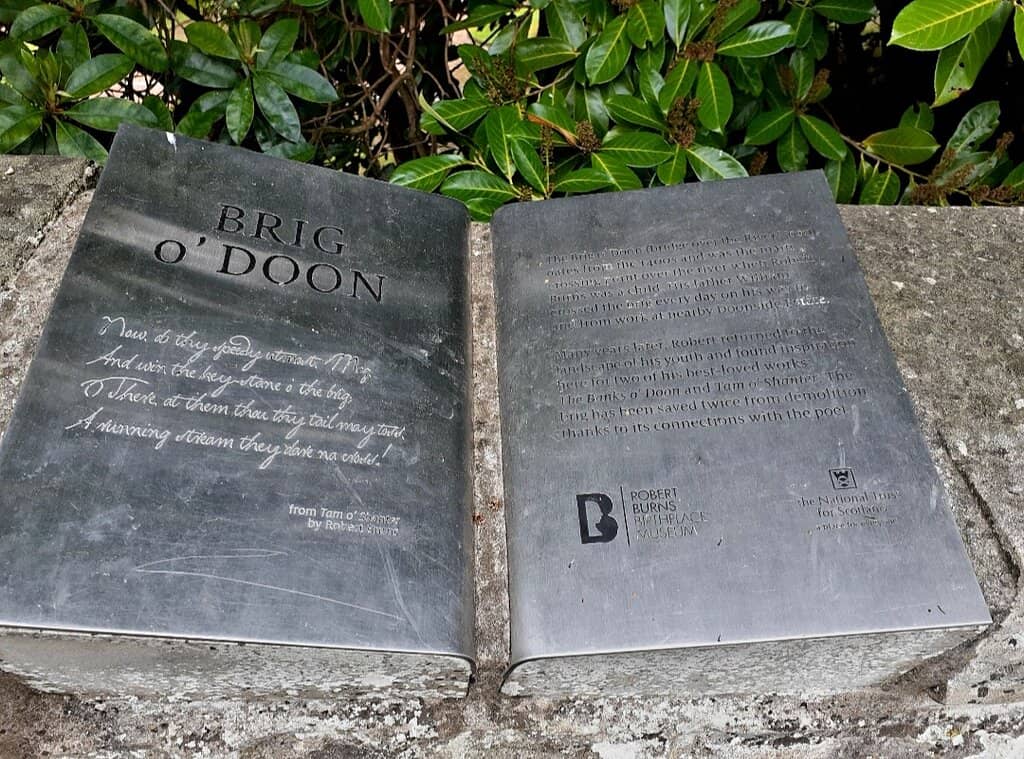 BRIG
O' DOON
Now, do thy speedy utmost, Meg,
And win the key-stane o' the brig;
There, at them thou thy tail may toss,
A running stream they dare na cross!
from Tam o' Shanter
by Robert Burns
The Brig o' Doon (bridge over the River Doon)
dates from the 1400s and was the main
crossing point over the river when Robert
Burns was a child. His father William
crossed the brig every day on his way to
and from work at nearby Doonside House.
Many years later, Robert returned to the
landscape of his youth and found inspiration
here for two of his best-loved works
The Banks o' Doon and Tam o' Shanter. The
brig has been saved twice from demolition
thanks to its connections with the poet.
B
ROBERT
BURNS
BIRTHPLACE
MUSEUM
the National Trust
for Scotland
a place for everyone